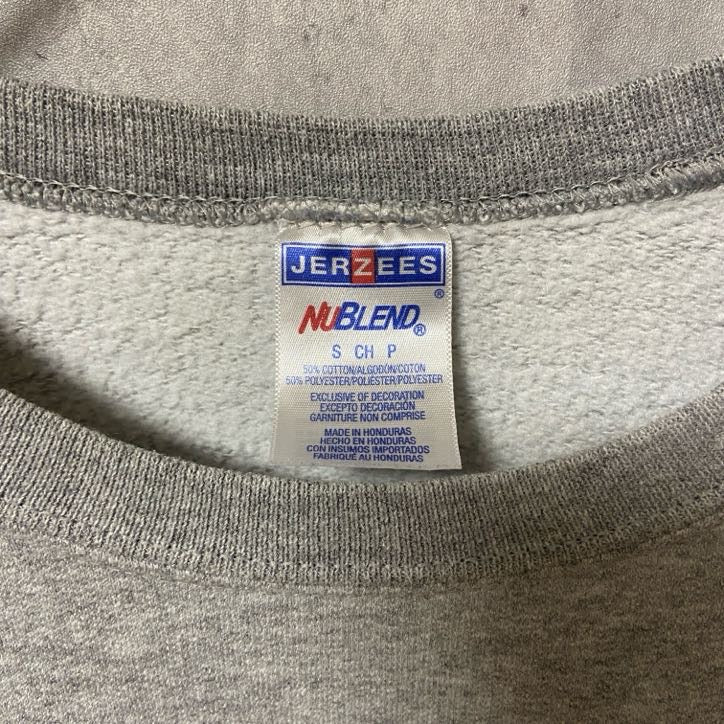 JERZEES
®
NUBLEND®
S CH P
50% COTTON/ALGODÓN/COTON
50% POLYESTER/POLIÉSTER/POLYESTER
EXCLUSIVE OF DECORATION
EXCEPTO DECORACIÓN
GARNITURE NON COMPRISE
MADE IN HONDURAS
HECHO EN HONDURAS
CON INSUMOS IMPORTADOS
FABRIQUÉ AU HONDURAS